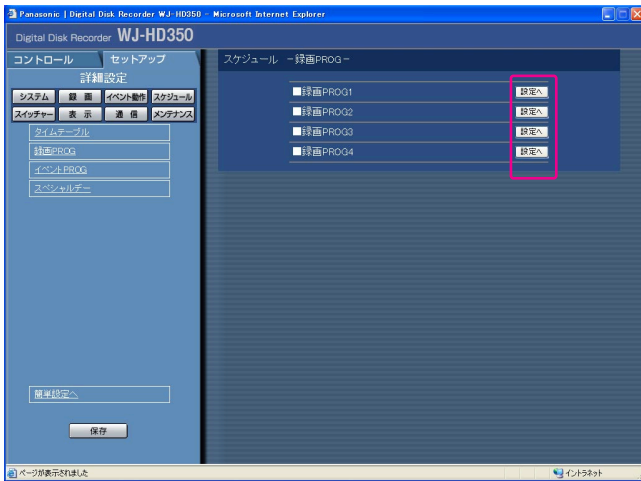 Panasonic | Digital Disk Recorder WJ-HD350 - Microsoft Internet Explorer
Digital Disk Recorder WJ-HD350
コントロール セットアップ
詳細設定
システム 録 画 イベント動作 スケジュール
スイッチャー 表 示 通 信 メンテナンス
タイムテーブル
録画PROG
イベントPROG
スペシャルデー
簡単設定へ
保存
スケジュール －録画PROG－
■録画PROG1 設定へ
■録画PROG2 設定へ
■録画PROG3 設定へ
■録画PROG4 設定へ
ページが表示されました
イントラネット